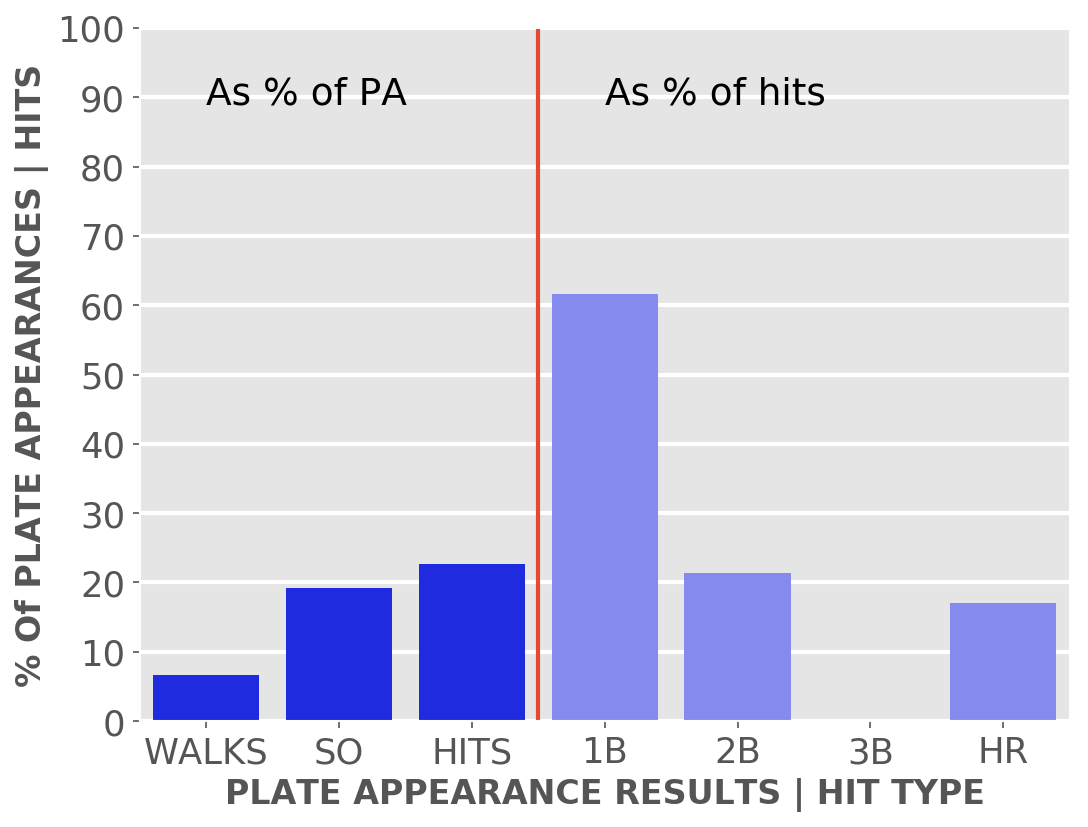 % Of PLATE APPEARANCES | HITS
100
90
80
70
60
50
40
30
20
10
0
As % of PA
As % of hits
WALKS SO HITS 1B 2B 3B HR
PLATE APPEARANCE RESULTS | HIT TYPE